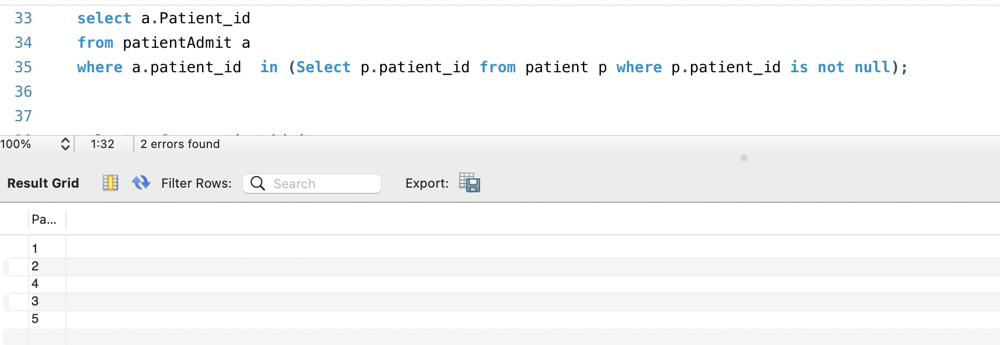 33 select a.Patient_id
34 from patientAdmit a
35 where a.patient_id  in (Select p.patient_id from patient p where p.patient_id is not null);
36
37
100% 1:32 2 errors found
Result Grid Filter Rows: Search Export:
Pa...
1
2
4
3
5